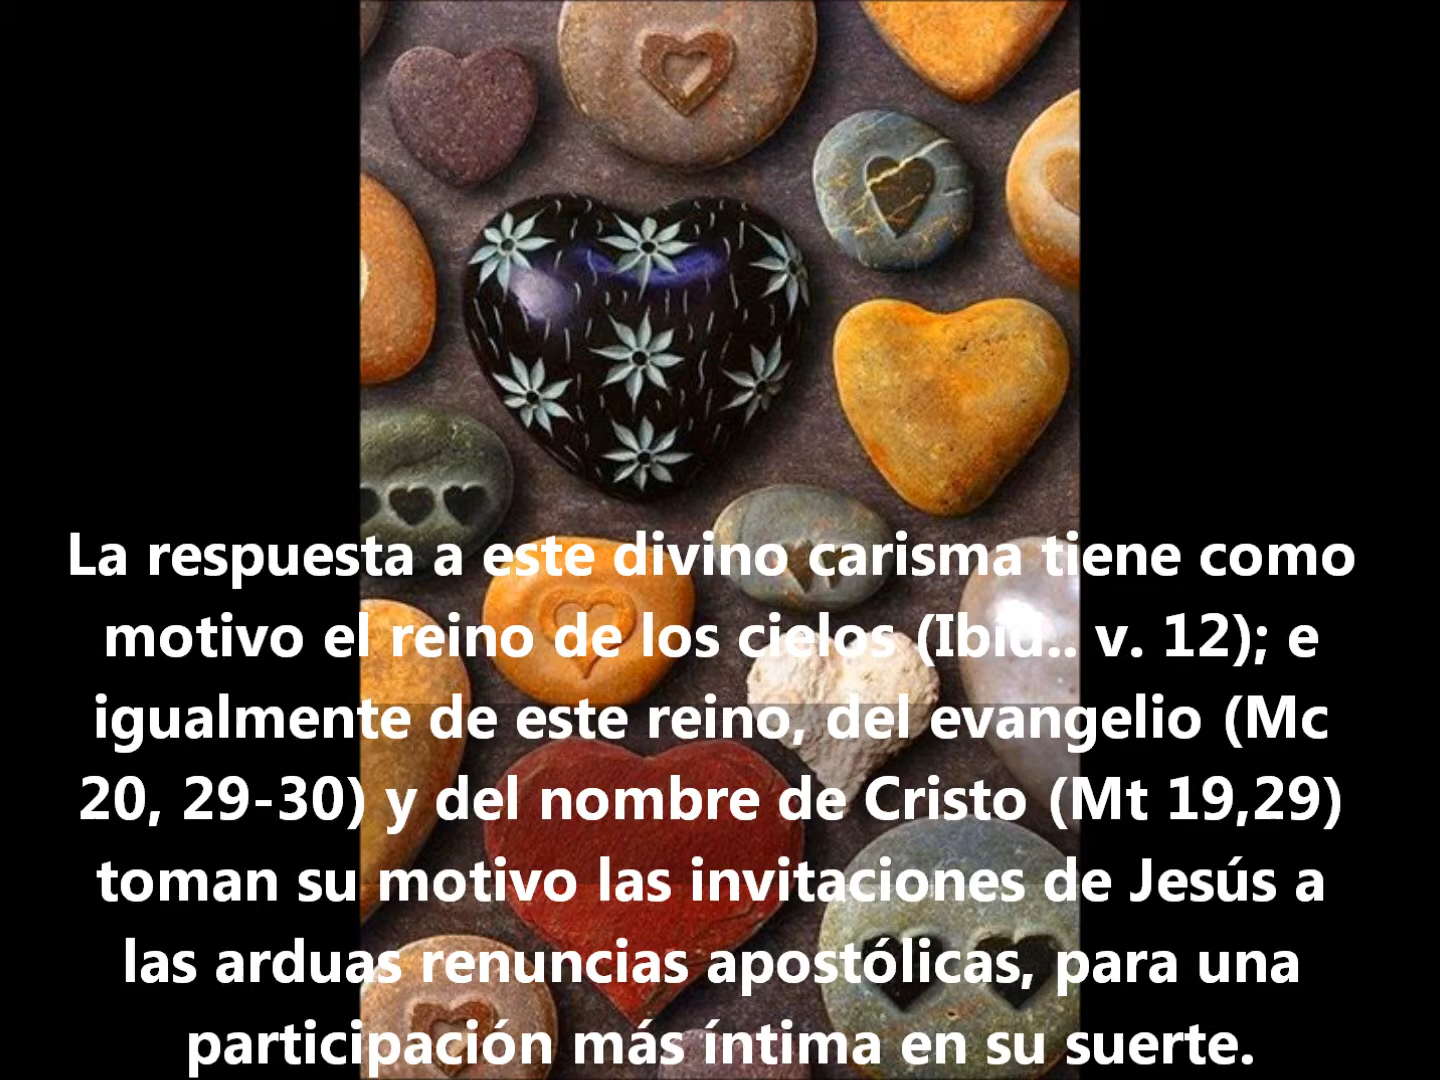 La respuesta a este divino carisma tiene como
motivo el reino de los cielos (Ibid.. v. 12); e
igualmente de este reino, del evangelio (Mc
20, 29-30) y del nombre de Cristo (Mt 19,29)
toman su motivo las invitaciones de Jesús a
las arduas renuncias apostólicas, para una
participación más íntima en su suerte.